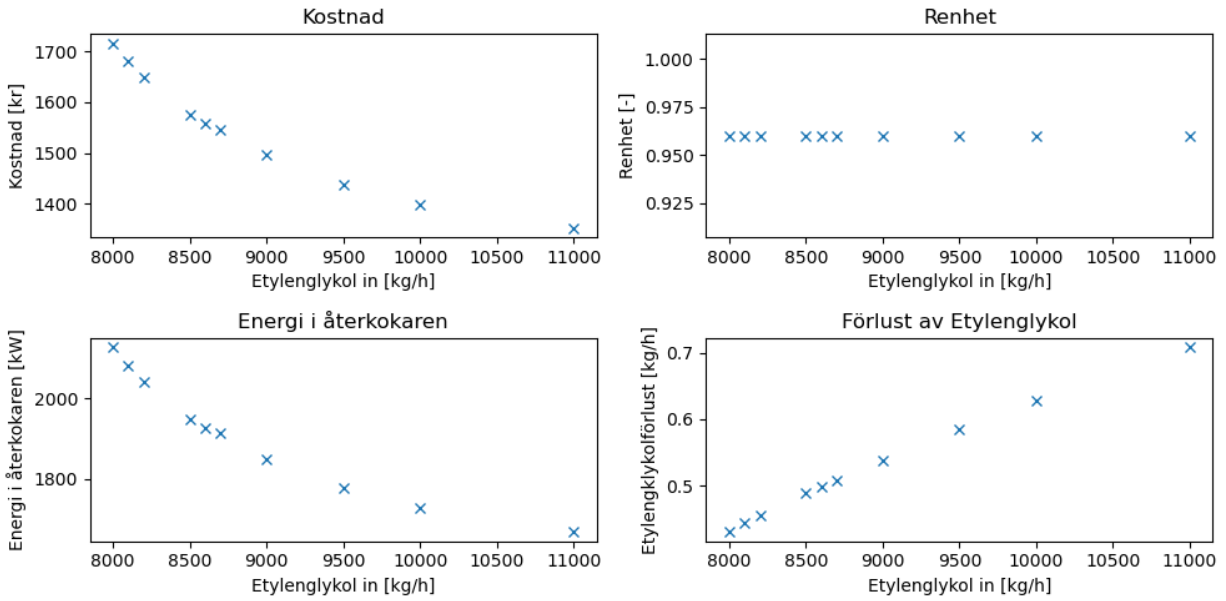 Kostnad
Kostnad [kr]
1700
1600
1500
1400
8000 8500 9000 9500 10000 10500 11000
Etylenglykol in [kg/h]
Renhet
Renhet [-]
1.000
0.975
0.950
0.925
8000 8500 9000 9500 10000 10500 11000
Etylenglykol in [kg/h]
Energi i återkokaren
Energi i återkokaren [kW]
2000
1800
8000 8500 9000 9500 10000 10500 11000
Etylenglykol in [kg/h]
Förlust av Etylenglykol
Etylengklykolförlust [kg/h]
0.7
0.6
0.5
8000 8500 9000 9500 10000 10500 11000
Etylenglykol in [kg/h]